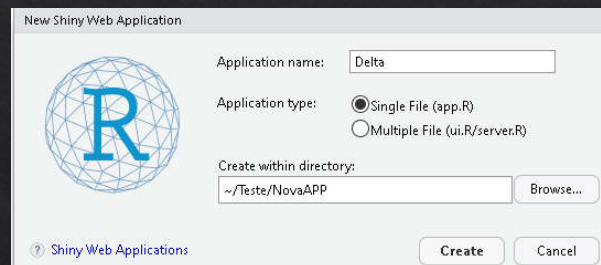 New Shiny Web Application
Application name: Delta
Application type: Single File (app.R)
Multiple File (ui.R/server.R)
R
Create within directory:
~/Teste/NovaAPP Browse...
? Shiny Web Applications Create Cancel